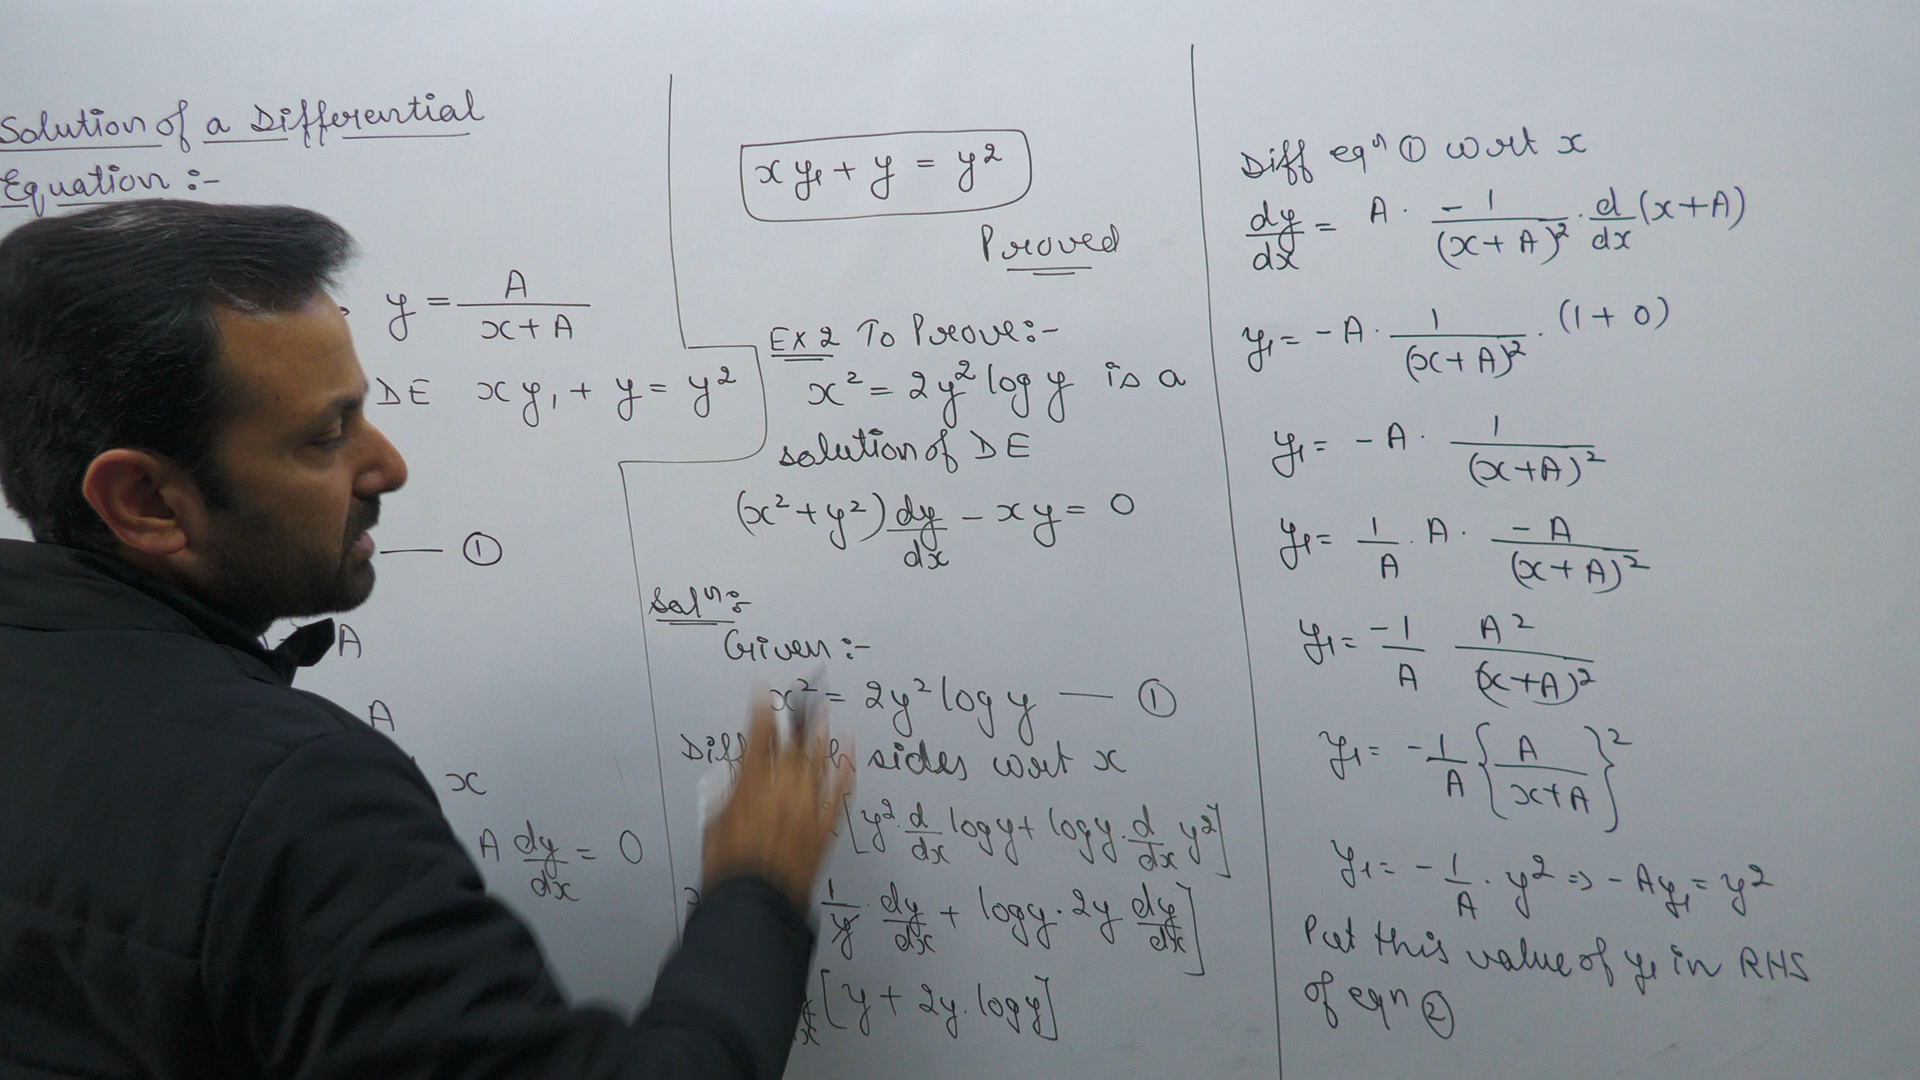 Solution of a Differential
Equation :-
y = A / (x + A)
DE x y₁ + y = y²
—— ①
A
A
x
A dy/dx = 0
x y₁ + y = y²
Proved
EX 2 To Prove :-
x² = 2y² log y is a
solution of DE
(x² + y²) dy/dx - x y = 0
Solⁿ :-
Given :-
x² = 2y² log y —— ①
Diff sides wrt x
[y² · d/dx log y + log y · d/dx y²]
1/y · dy/dx + log y · 2y dy/dx]
[y + 2y · log y]
Diff eqⁿ ① wrt x
dy/dx = A · -1/(x + A)² · d/dx (x + A)
y₁ = -A · 1/(x + A)² · (1 + 0)
y₁ = -A · 1/(x + A)²
y₁ = 1/A · A · -A/(x + A)²
y₁ = -1/A A²/(x + A)²
y₁ = -1/A {A/(x + A)}²
y₁ = -1/A · y² => -Ay₁ = y²
Put this value of y₁ in RHS
of eqn ②